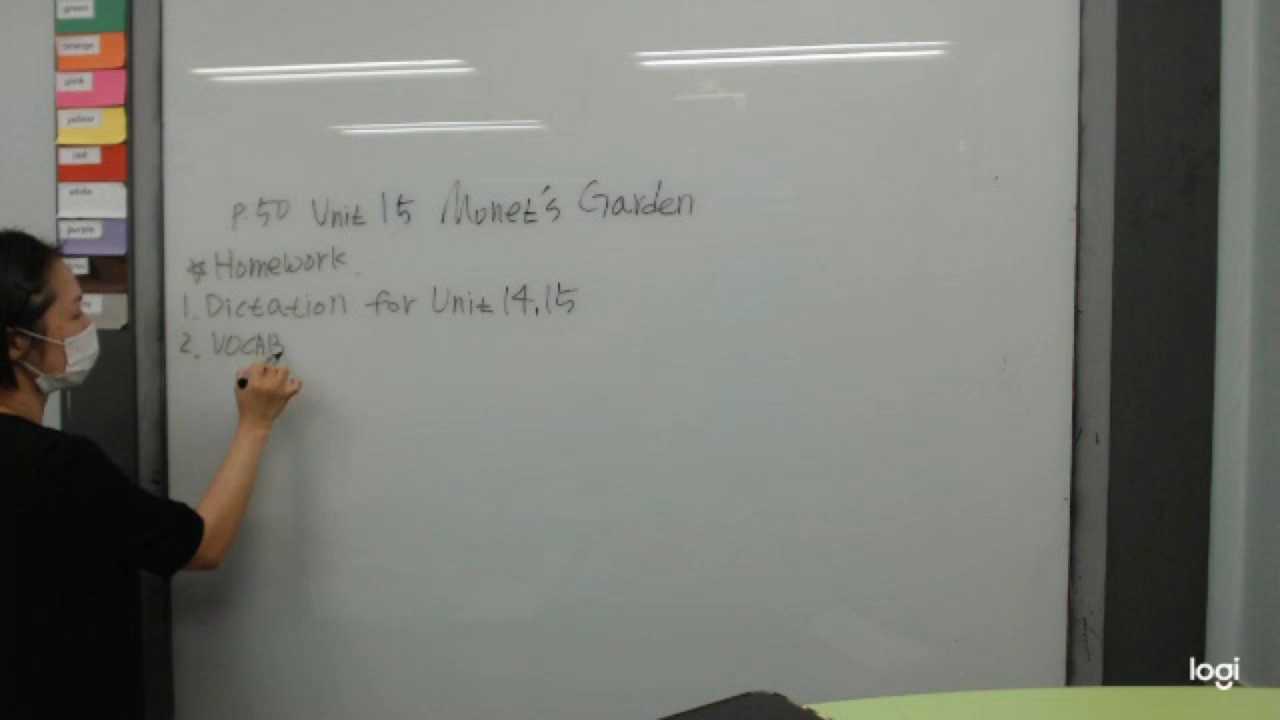 green
orange
pink
yellow
red
white
purple
P.50 Unit 15 Monet's Garden
* Homework.
1. Dictation for Unit 14, 15
2. VOCAB
logi